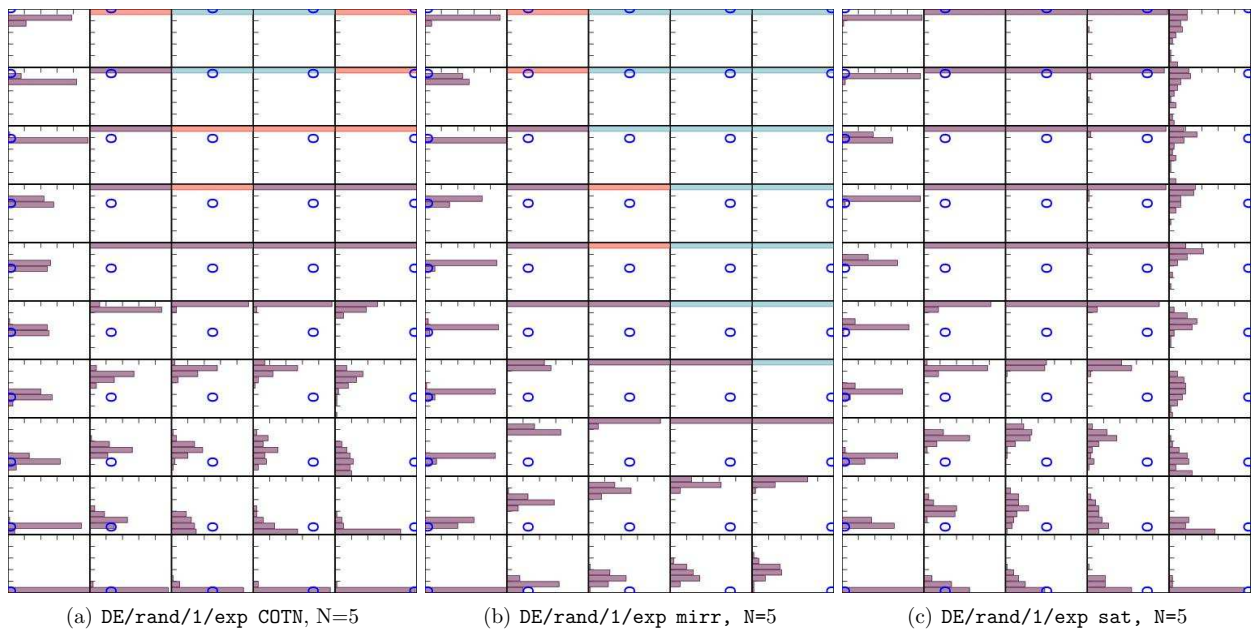 (a) DE/rand/1/exp COTN, N=5
(b) DE/rand/1/exp mirr, N=5
(c) DE/rand/1/exp sat, N=5